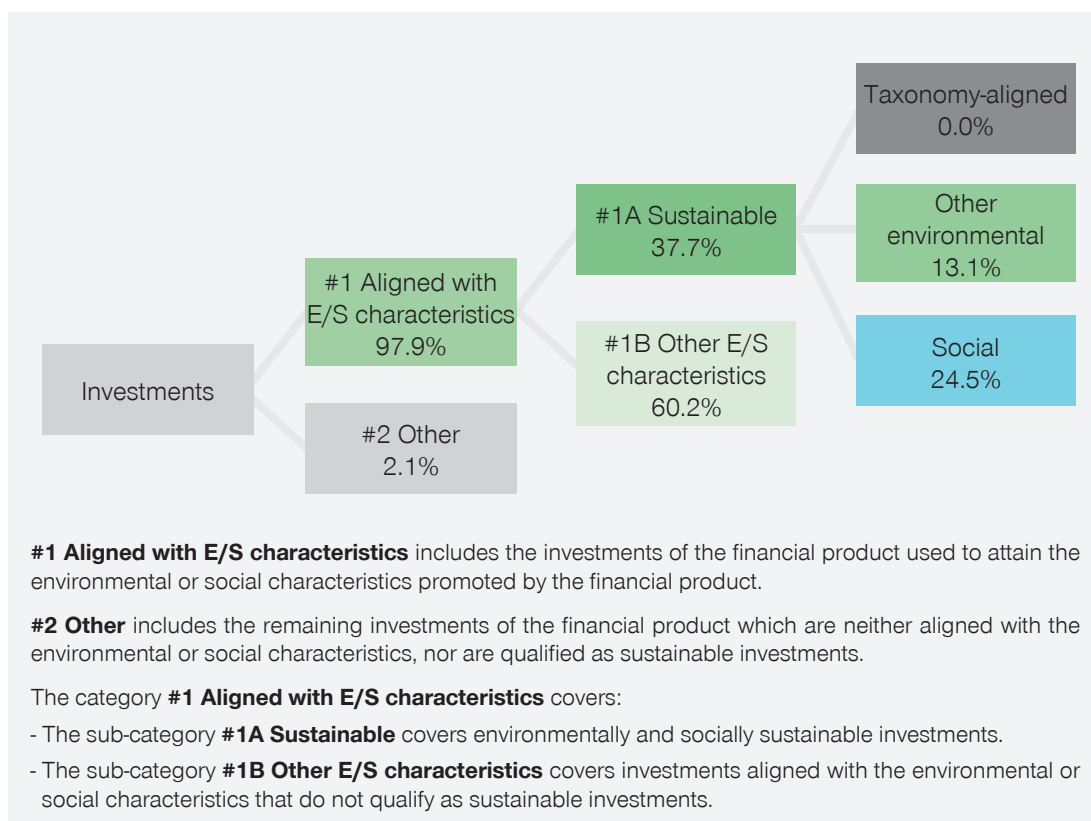 Taxonomy-aligned
0.0%
#1A Sustainable
37.7%
Other
environmental
13.1%
#1 Aligned with
E/S characteristics
97.9%
#1B Other E/S
characteristics
60.2%
Social
24.5%
Investments
#2 Other
2.1%
#1 Aligned with E/S characteristics includes the investments of the financial product used to attain the
environmental or social characteristics promoted by the financial product.
#2 Other includes the remaining investments of the financial product which are neither aligned with the
environmental or social characteristics, nor are qualified as sustainable investments.
The category #1 Aligned with E/S characteristics covers:
- The sub-category #1A Sustainable covers environmentally and socially sustainable investments.
- The sub-category #1B Other E/S characteristics covers investments aligned with the environmental or
social characteristics that do not qualify as sustainable investments.